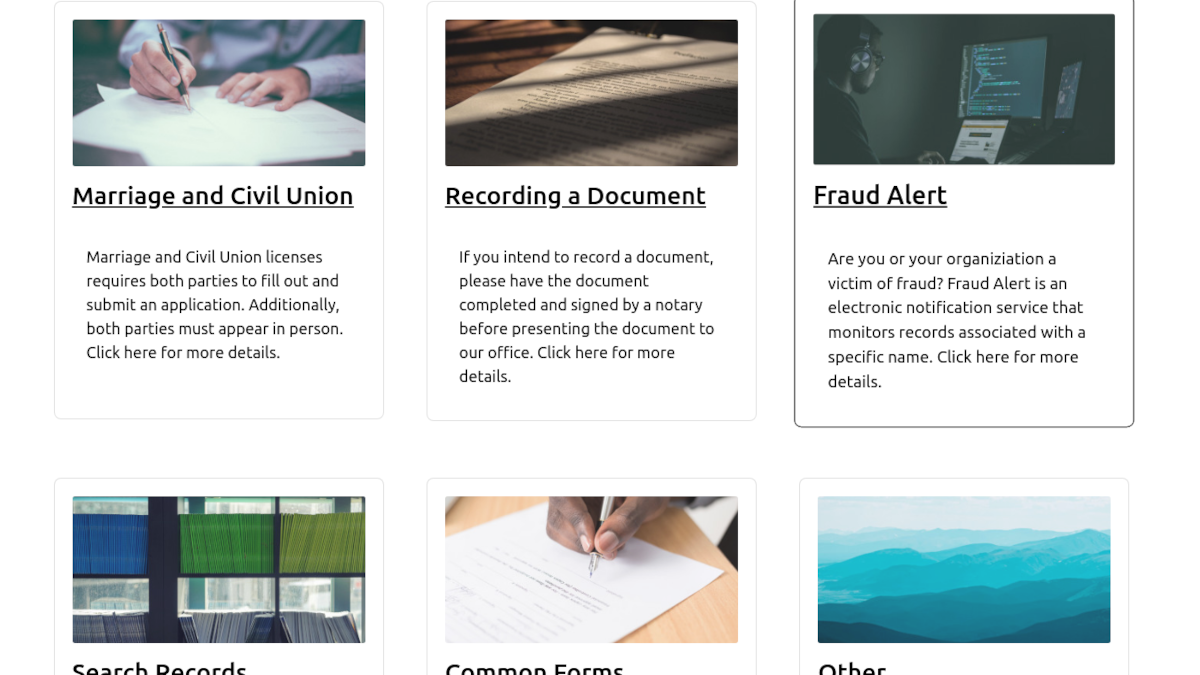 Marriage and Civil Union
Marriage and Civil Union licenses
requires both parties to fill out and
submit an application. Additionally,
both parties must appear in person.
Click here for more details.
Recording a Document
If you intend to record a document,
please have the document
completed and signed by a notary
before presenting the document to
our office. Click here for more
details.
Fraud Alert
Are you or your organiziation a
victim of fraud? Fraud Alert is an
electronic notification service that
monitors records associated with a
specific name. Click here for more
details.
Search Records
Common Forms
Other